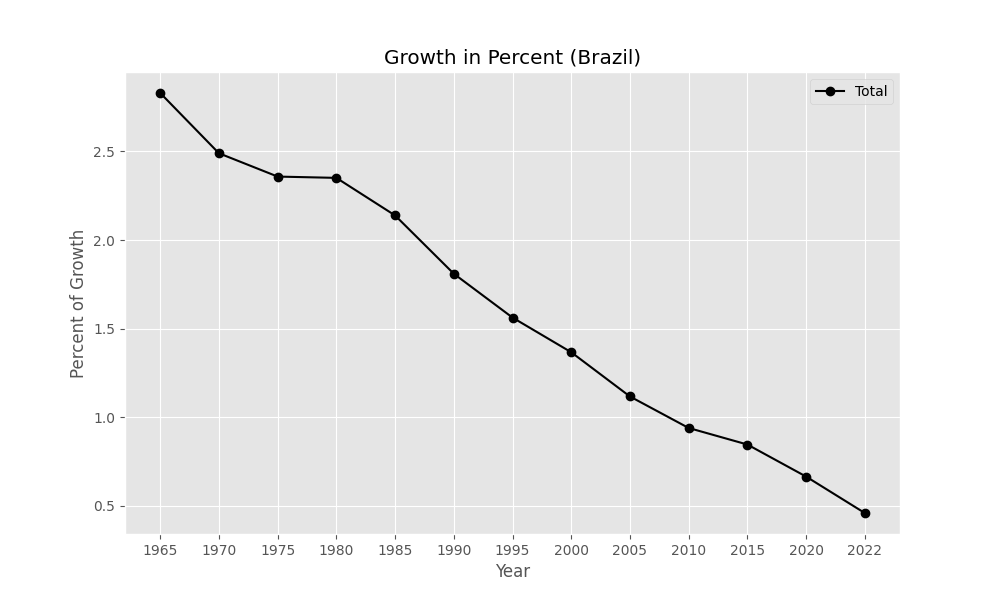 Growth in Percent (Brazil)
Total
Percent of Growth
2.5
2.0
1.5
1.0
0.5
1965 1970 1975 1980 1985 1990 1995 2000 2005 2010 2015 2020 2022
Year